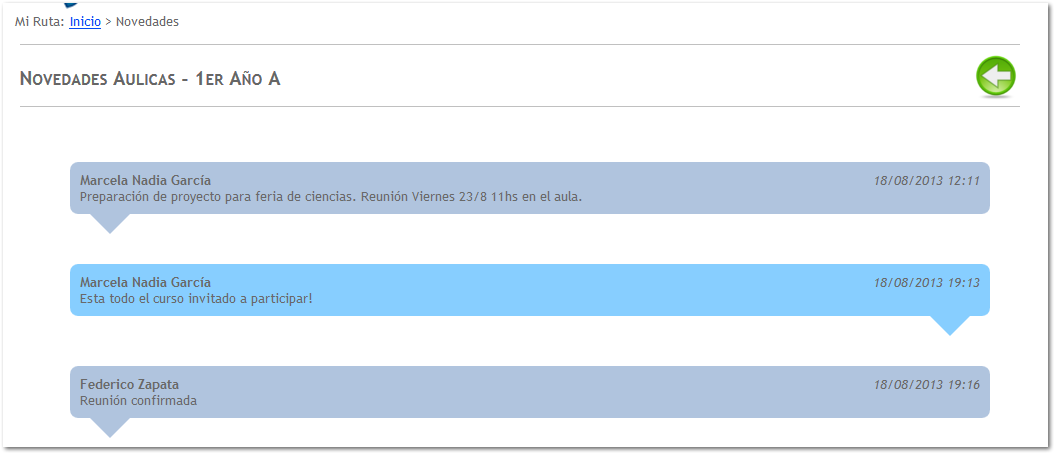 Mi Ruta: Inicio > Novedades
Novedades Aulicas - 1er Año A
Marcela Nadia García 18/08/2013 12:11
Preparación de proyecto para feria de ciencias. Reunión Viernes 23/8 11hs en el aula.
Marcela Nadia García 18/08/2013 19:13
Esta todo el curso invitado a participar!
Federico Zapata 18/08/2013 19:16
Reunión confirmada